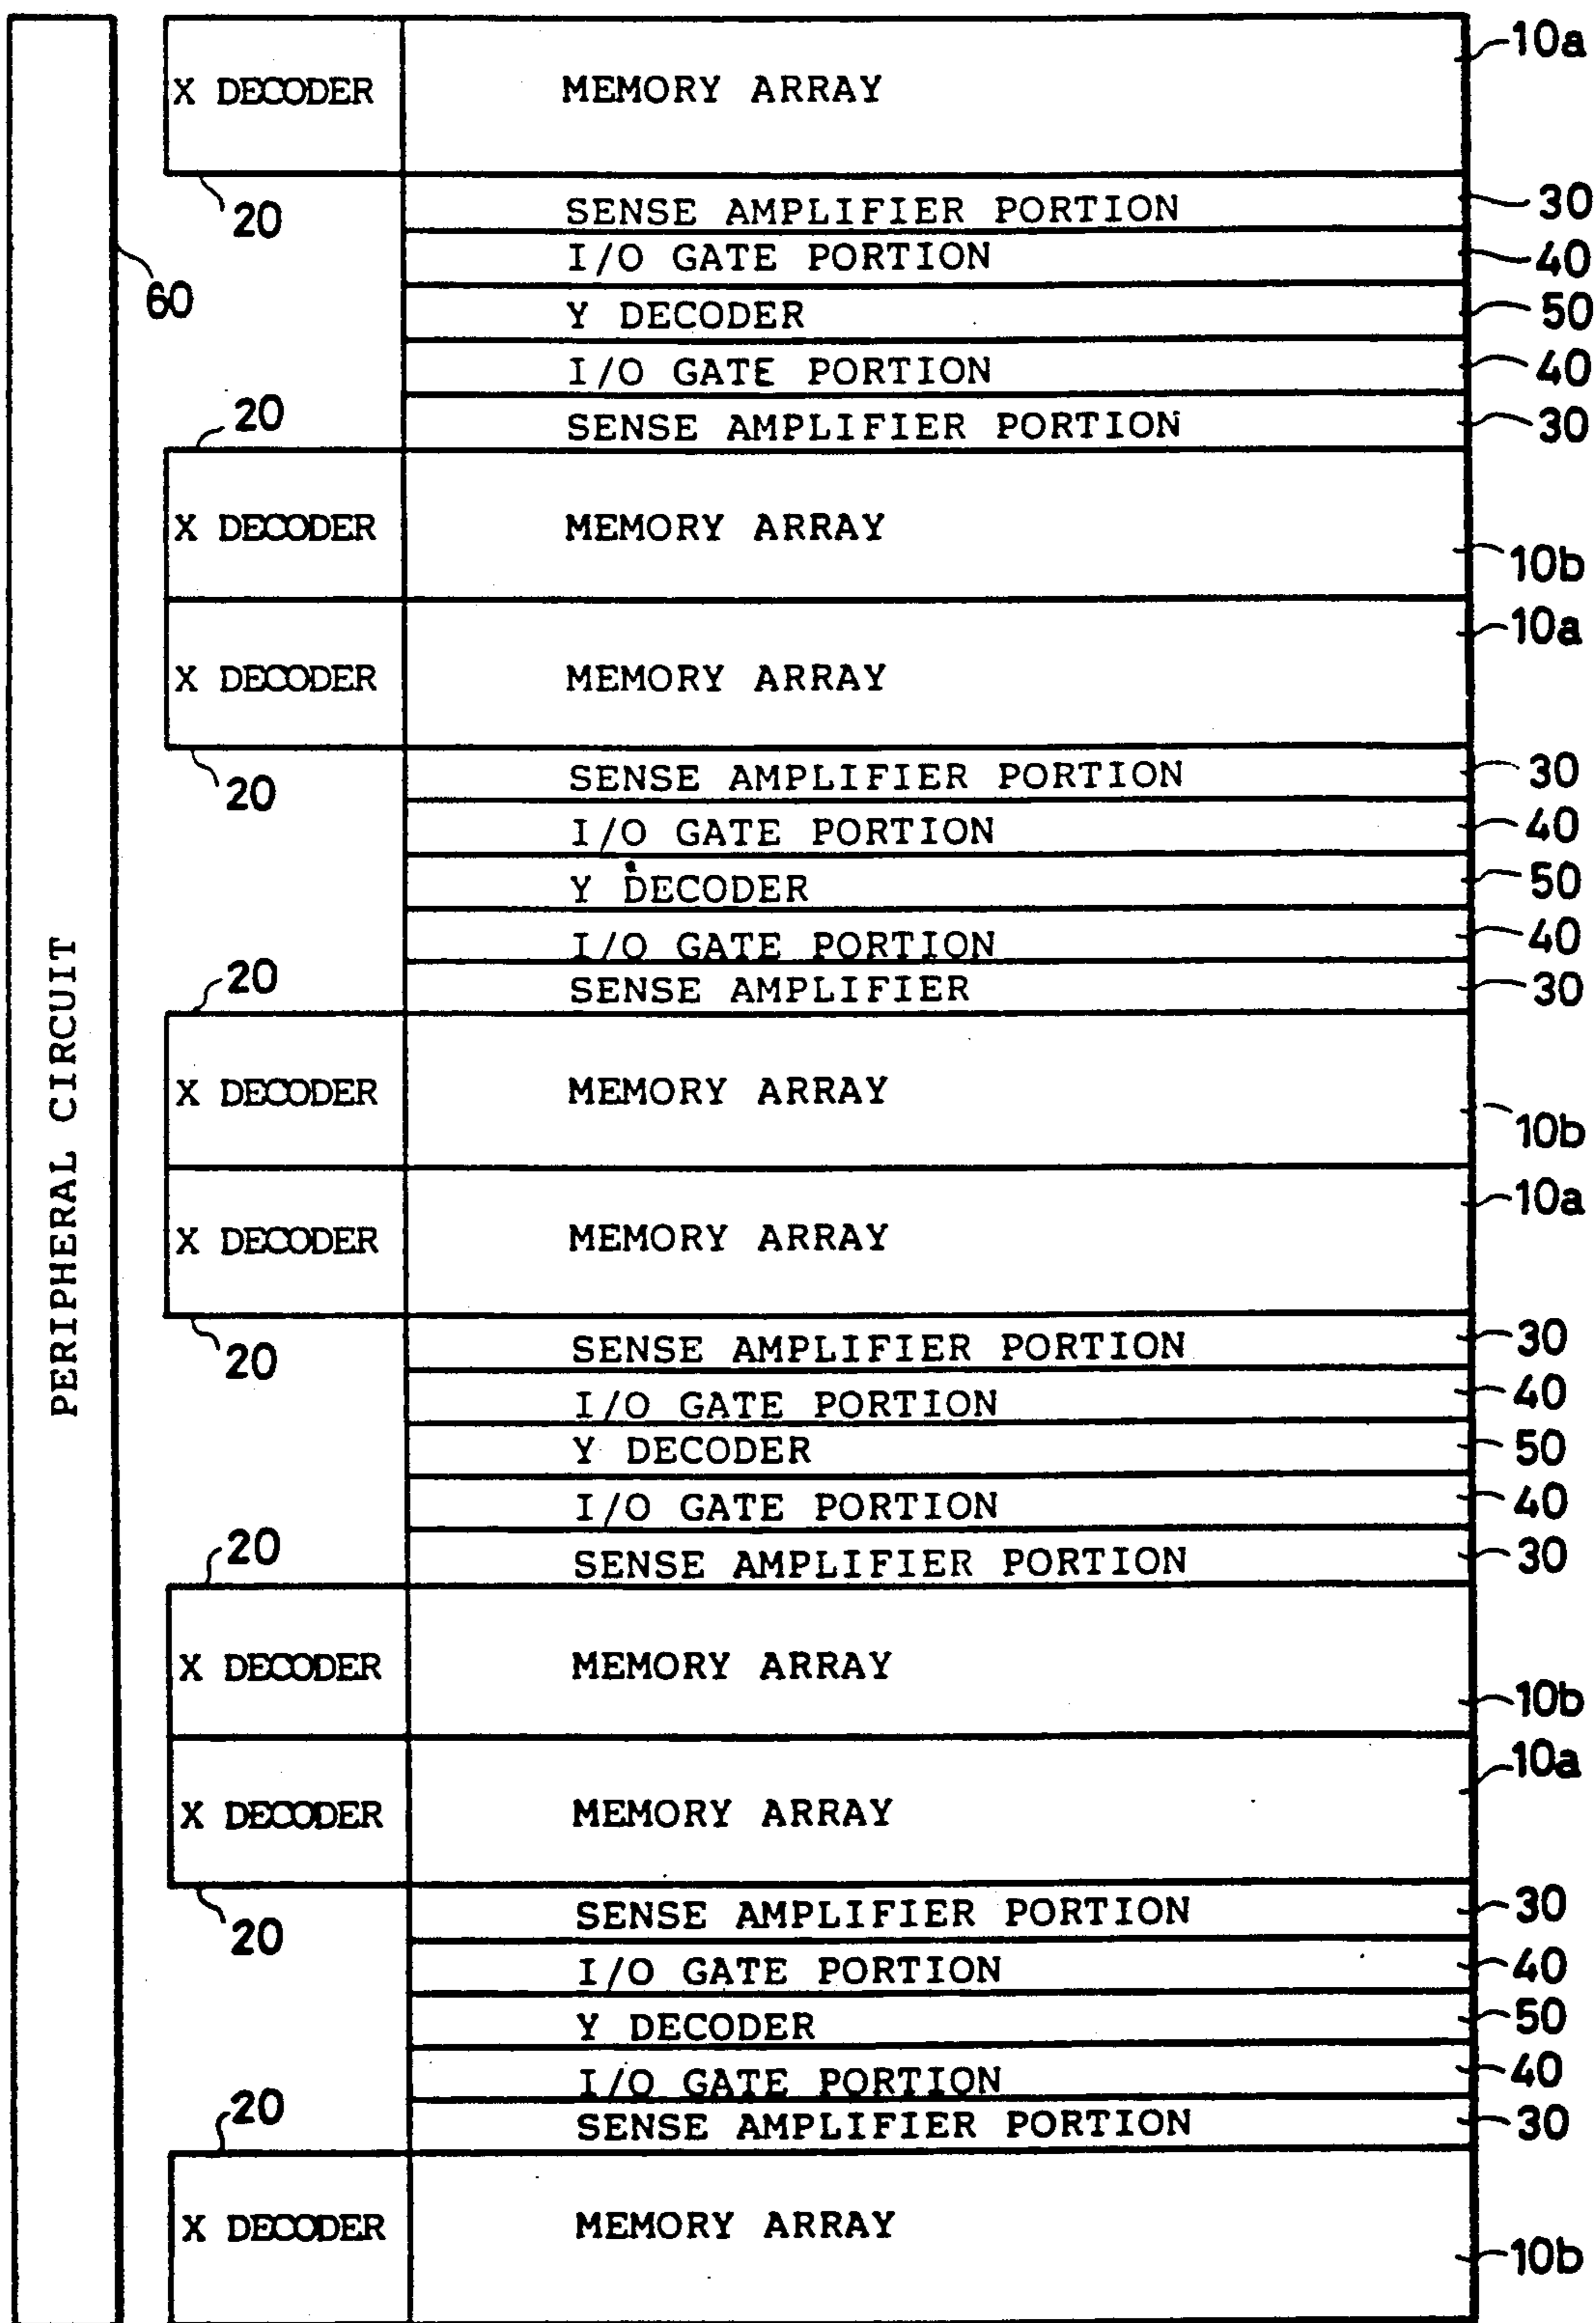 PERIPHERAL CIRCUIT
60
X DECODER MEMORY ARRAY 10a
20 SENSE AMPLIFIER PORTION 30
I/O GATE PORTION 40
Y DECODER 50
I/O GATE PORTION 40
20 SENSE AMPLIFIER PORTION 30
X DECODER MEMORY ARRAY 10b
X DECODER MEMORY ARRAY 10a
20 SENSE AMPLIFIER PORTION 30
I/O GATE PORTION 40
Y DECODER 50
I/O GATE PORTION 40
20 SENSE AMPLIFIER 30
X DECODER MEMORY ARRAY 10b
X DECODER MEMORY ARRAY 10a
20 SENSE AMPLIFIER PORTION 30
I/O GATE PORTION 40
Y DECODER 50
I/O GATE PORTION 40
20 SENSE AMPLIFIER PORTION 30
X DECODER MEMORY ARRAY 10b
X DECODER MEMORY ARRAY 10a
20 SENSE AMPLIFIER PORTION 30
I/O GATE PORTION 40
Y DECODER 50
I/O GATE PORTION 40
20 SENSE AMPLIFIER PORTION 30
X DECODER MEMORY ARRAY 10b